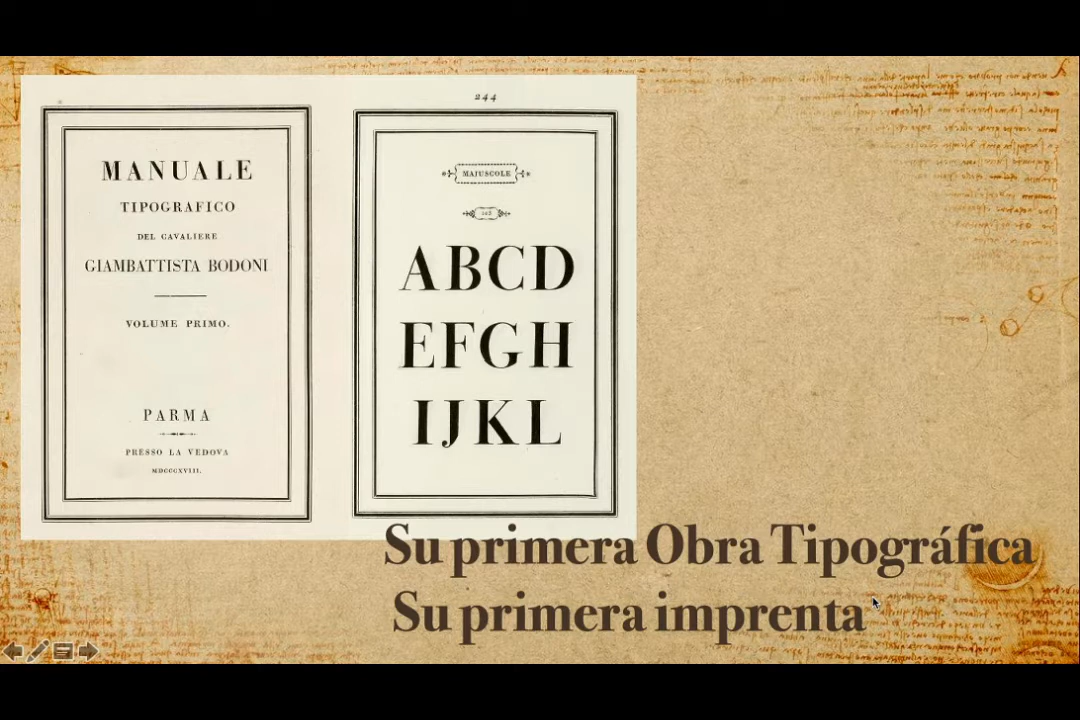 MANUALE
TIPOGRAFICO
DEL CAVALIERE
GIAMBATTISTA BODONI
VOLUME PRIMO.
PARMA
PRESSO LA VEDOVA
MDCCCXVIII.
244
MAJUSCOLE
ABCD
EFGH
IJKL
Su primera Obra Tipográfica
Su primera imprenta